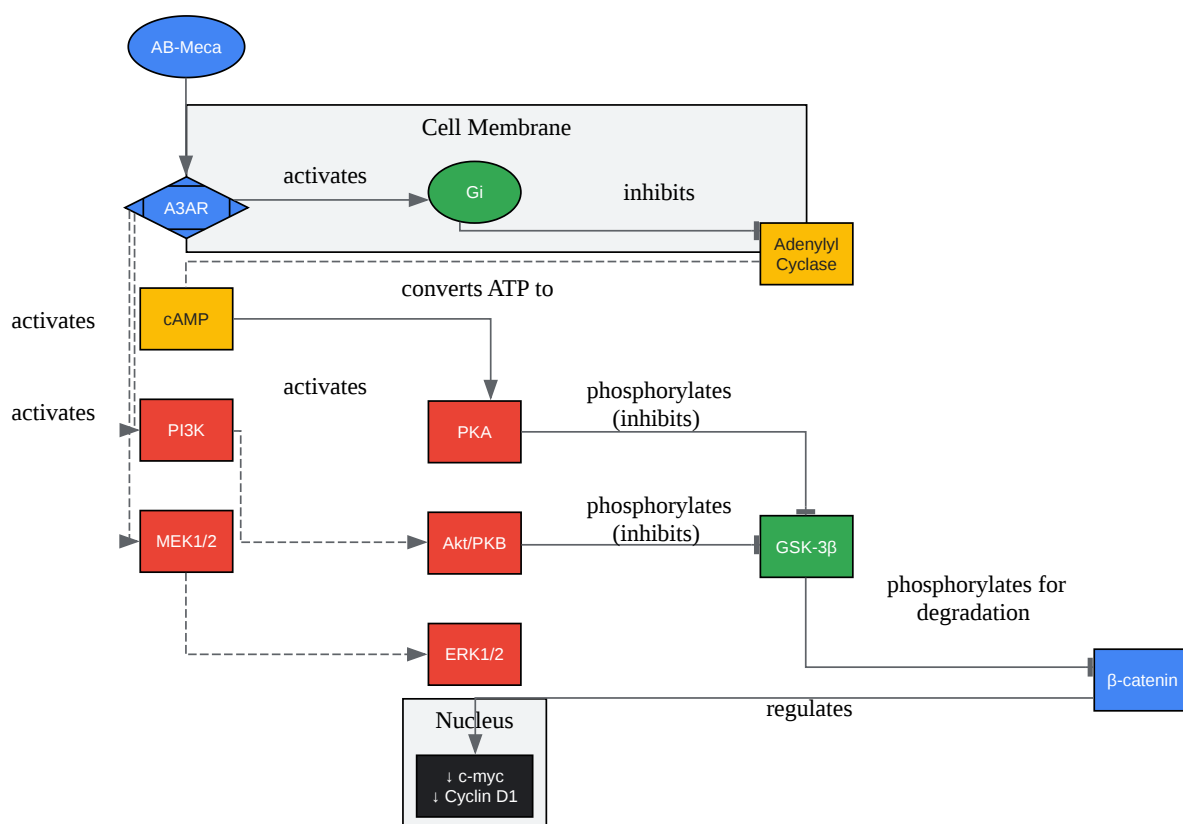 AB-Meca
Cell Membrane
activates
Gi
inhibits
A3AR
Adenylyl
Cyclase
converts ATP to
cAMP
activates
activates
activates
phosphorylates
(inhibits)
PI3K
PKA
phosphorylates
(inhibits)
MEK1/2
Akt/PKB
GSK-3β
phosphorylates for
degradation
ERK1/2
β-catenin
regulates
Nucleus
↓ c-myc
↓ Cyclin D1